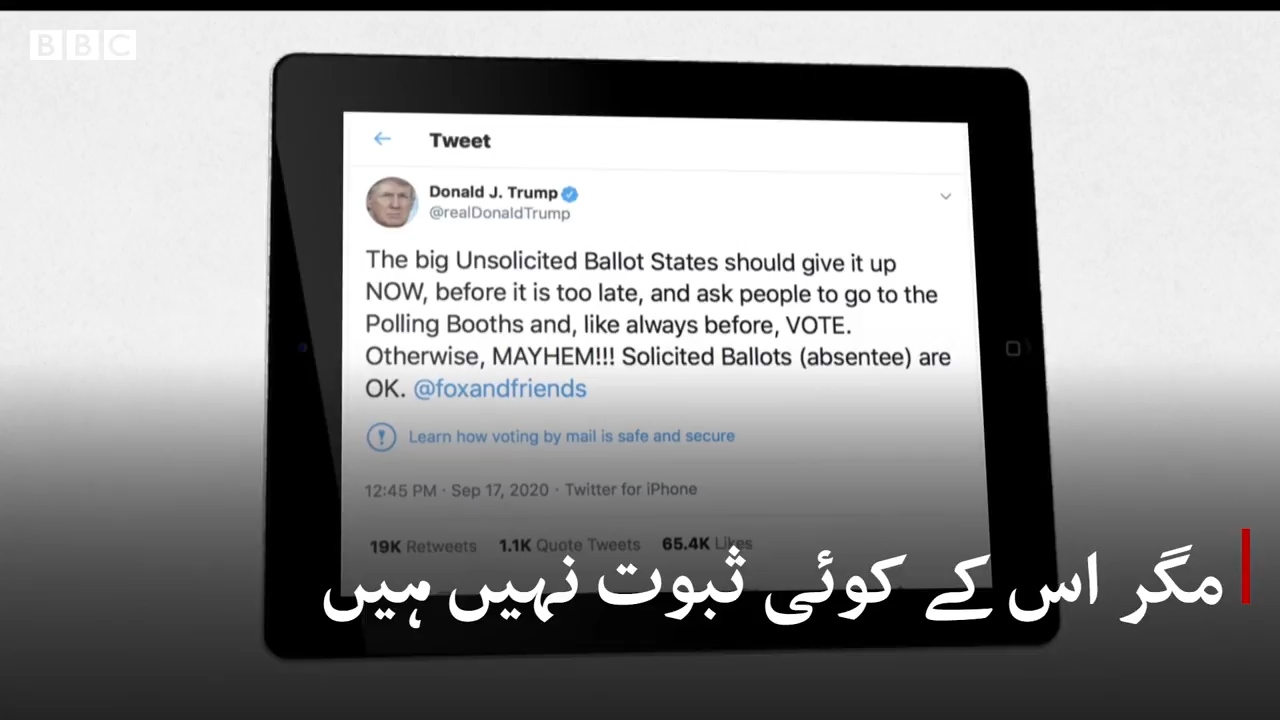 BBC
Tweet
Donald J. Trump
@realDonaldTrump
The big Unsolicited Ballot States should give it up
NOW, before it is too late, and ask people to go to the
Polling Booths and, like always before, VOTE.
Otherwise, MAYHEM!!! Solicited Ballots (absentee) are
OK. @foxandfriends
Learn how voting by mail is safe and secure
12:45 PM · Sep 17, 2020 · Twitter for iPhone
19K Retweets 1.1K Quote Tweets 65.4K Likes
مگر اس کے کوئی ثبوت نہیں ہیں